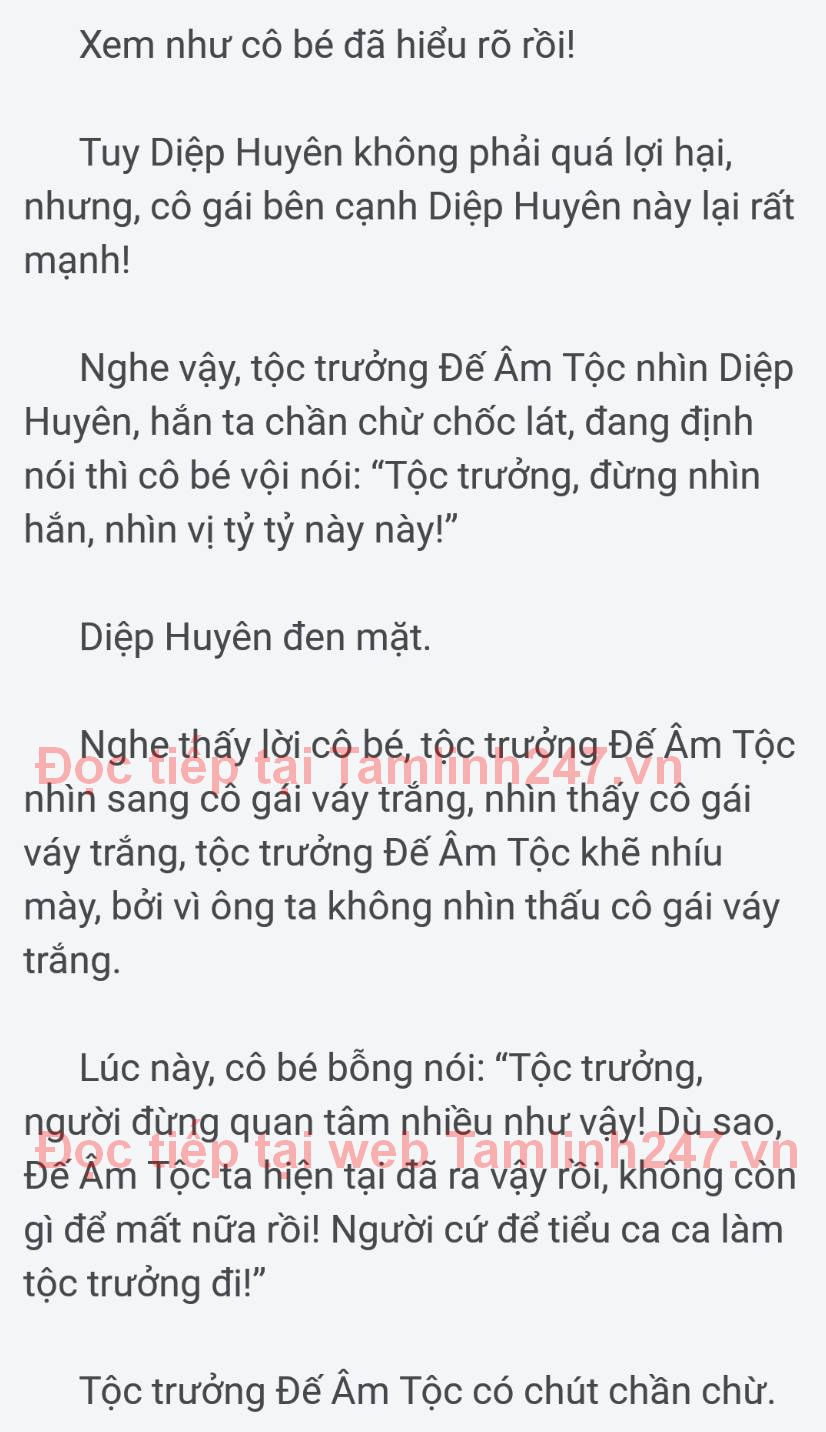 Xem như cô bé đã hiểu rõ rồi!
Tuy Diệp Huyên không phải quá lợi hại,
nhưng, cô gái bên cạnh Diệp Huyên này lại rất
mạnh!
Nghe vậy, tộc trưởng Đế Âm Tộc nhìn Diệp
Huyên, hắn ta chần chừ chốc lát, đang định
nói thì cô bé vội nói: “Tộc trưởng, đừng nhìn
hắn, nhìn vị tỷ tỷ này này!”
Diệp Huyên đen mặt.
Nghe thấy lời cô bé, tộc trưởng Đế Âm Tộc
Đọc tiếp tại Tamlinh247.vn
nhìn sang cô gái váy trắng, nhìn thấy cô gái
váy trắng, tộc trưởng Đế Âm Tộc khẽ nhíu
mày, bởi vì ông ta không nhìn thấu cô gái váy
trắng.
Lúc này, cô bé bỗng nói: “Tộc trưởng,
người đừng quan tâm nhiều như vậy! Dù sao,
Đọc tiếp tại web Tamlinh247.vn
Đế Âm Tộc ta hiện tại đã ra vậy rồi, không còn
gì để mất nữa rồi! Người cứ để tiểu ca ca làm
tộc trưởng đi!”
Tộc trưởng Đế Âm Tộc có chút chần chừ.